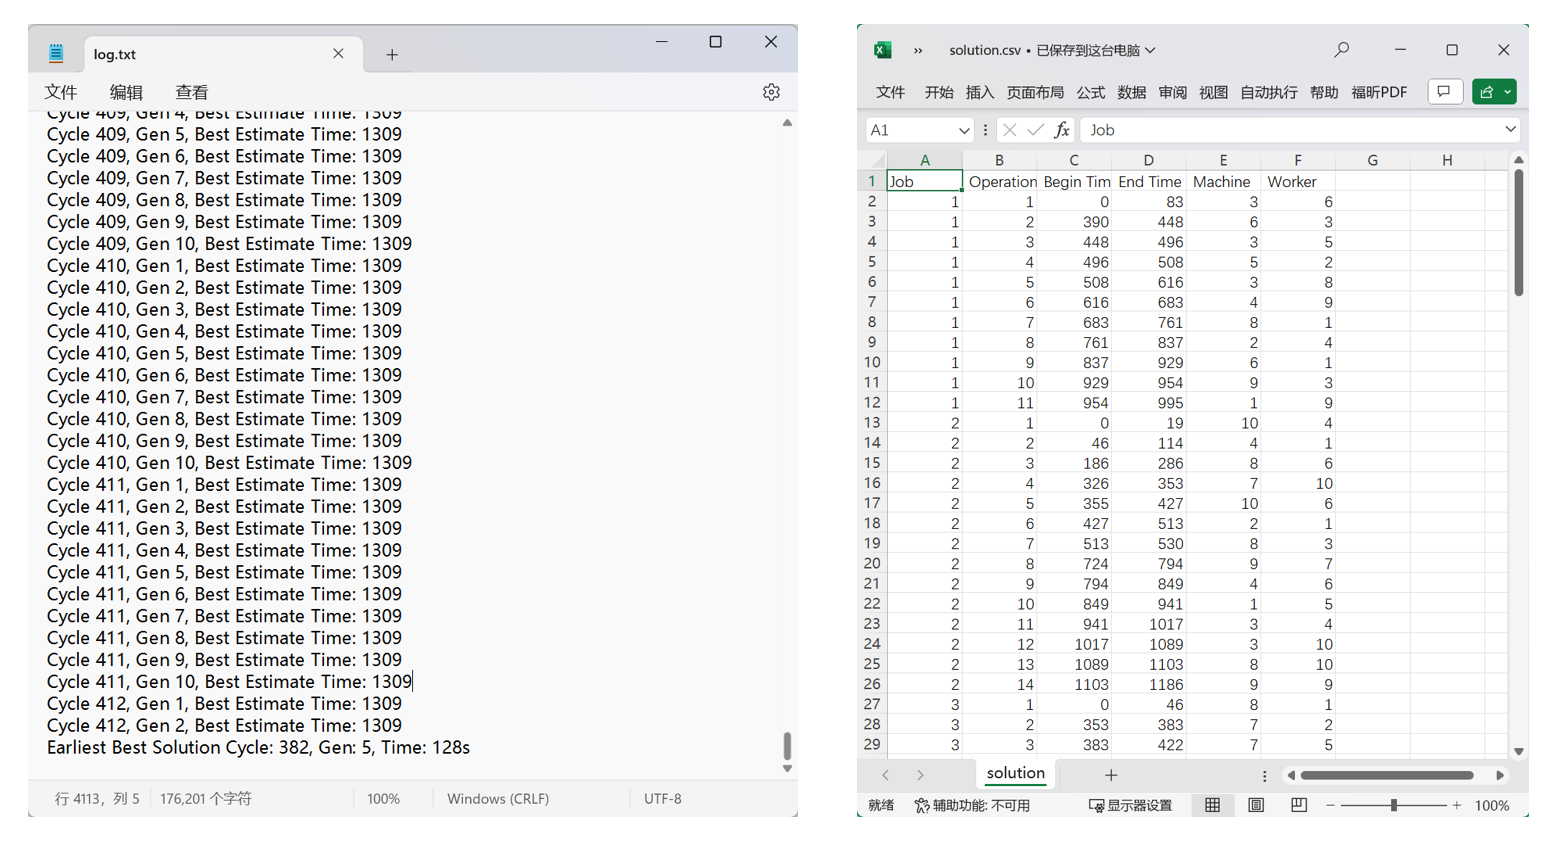 log.txt
文件 编辑 查看
Cycle 409, Gen 4, Best Estimate Time: 1309
Cycle 409, Gen 5, Best Estimate Time: 1309
Cycle 409, Gen 6, Best Estimate Time: 1309
Cycle 409, Gen 7, Best Estimate Time: 1309
Cycle 409, Gen 8, Best Estimate Time: 1309
Cycle 409, Gen 9, Best Estimate Time: 1309
Cycle 409, Gen 10, Best Estimate Time: 1309
Cycle 410, Gen 1, Best Estimate Time: 1309
Cycle 410, Gen 2, Best Estimate Time: 1309
Cycle 410, Gen 3, Best Estimate Time: 1309
Cycle 410, Gen 4, Best Estimate Time: 1309
Cycle 410, Gen 5, Best Estimate Time: 1309
Cycle 410, Gen 6, Best Estimate Time: 1309
Cycle 410, Gen 7, Best Estimate Time: 1309
Cycle 410, Gen 8, Best Estimate Time: 1309
Cycle 410, Gen 9, Best Estimate Time: 1309
Cycle 410, Gen 10, Best Estimate Time: 1309
Cycle 411, Gen 1, Best Estimate Time: 1309
Cycle 411, Gen 2, Best Estimate Time: 1309
Cycle 411, Gen 3, Best Estimate Time: 1309
Cycle 411, Gen 4, Best Estimate Time: 1309
Cycle 411, Gen 5, Best Estimate Time: 1309
Cycle 411, Gen 6, Best Estimate Time: 1309
Cycle 411, Gen 7, Best Estimate Time: 1309
Cycle 411, Gen 8, Best Estimate Time: 1309
Cycle 411, Gen 9, Best Estimate Time: 1309
Cycle 411, Gen 10, Best Estimate Time: 1309
Cycle 412, Gen 1, Best Estimate Time: 1309
Cycle 412, Gen 2, Best Estimate Time: 1309
Earliest Best Solution Cycle: 382, Gen: 5, Time: 128s
行 4113, 列 5 176,201 个字符 100% Windows (CRLF) UTF-8
solution.csv • 已保存到这台电脑
文件 开始 插入 页面布局 公式 数据 审阅 视图 自动执行 帮助 福昕PDF
A1 fx Job
A B C D E F G H
1 Job Operation Begin Tim End Time Machine Worker
2 1 1 0 83 3 6
3 1 2 390 448 6 3
4 1 3 448 496 3 5
5 1 4 496 508 5 2
6 1 5 508 616 3 8
7 1 6 616 683 4 9
8 1 7 683 761 8 1
9 1 8 761 837 2 4
10 1 9 837 929 6 1
11 1 10 929 954 9 3
12 1 11 954 995 1 9
13 2 1 0 19 10 4
14 2 2 46 114 4 1
15 2 3 186 286 8 6
16 2 4 326 353 7 10
17 2 5 355 427 10 6
18 2 6 427 513 2 1
19 2 7 513 530 8 3
20 2 8 724 794 9 7
21 2 9 794 849 4 6
22 2 10 849 941 1 5
23 2 11 941 1017 3 4
24 2 12 1017 1089 3 10
25 2 13 1089 1103 8 10
26 2 14 1103 1186 9 9
27 3 1 0 46 8 1
28 3 2 353 383 7 2
29 3 3 383 422 7 5
solution
就绪 辅助功能: 不可用 显示器设置 100%